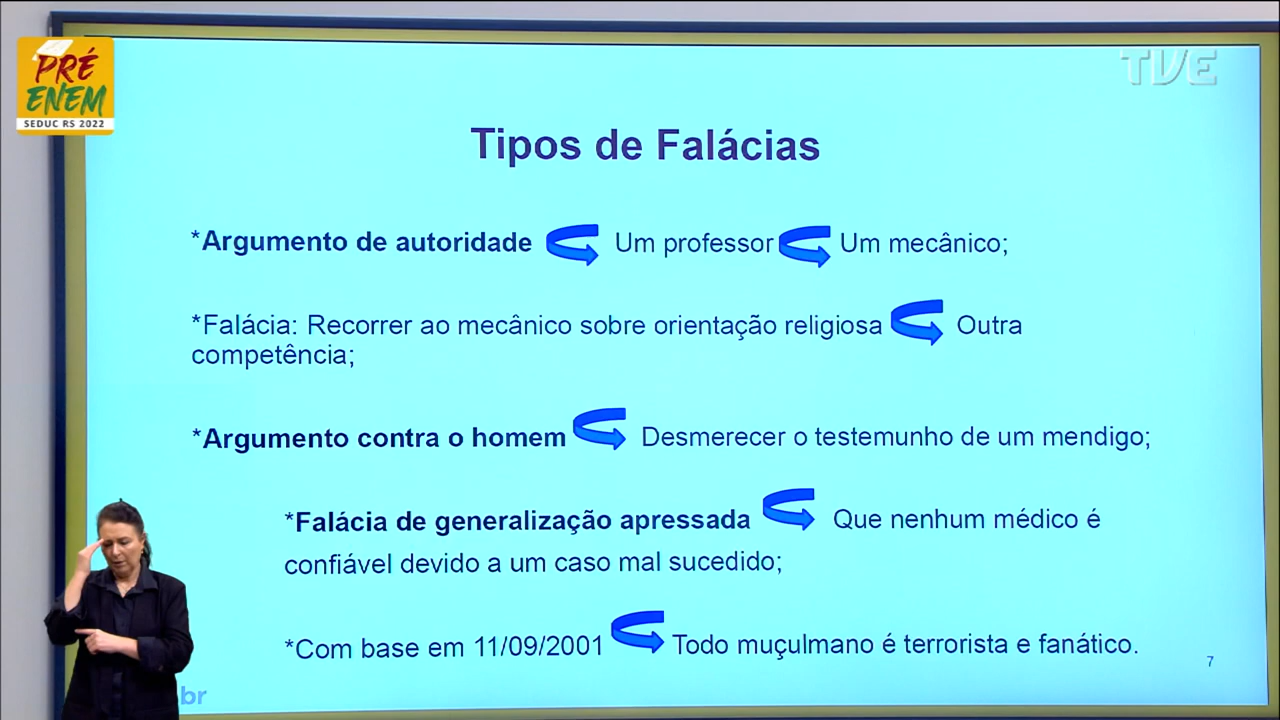 PRÉ
ENEM
SEDUC RS 2022
TVE
Tipos de Falácias
*Argumento de autoridade Um professor Um mecânico;
*Falácia: Recorrer ao mecânico sobre orientação religiosa Outra
competência;
*Argumento contra o homem Desmerecer o testemunho de um mendigo;
*Falácia de generalização apressada Que nenhum médico é
confiável devido a um caso mal sucedido;
*Com base em 11/09/2001 Todo muçulmano é terrorista e fanático.
7
br